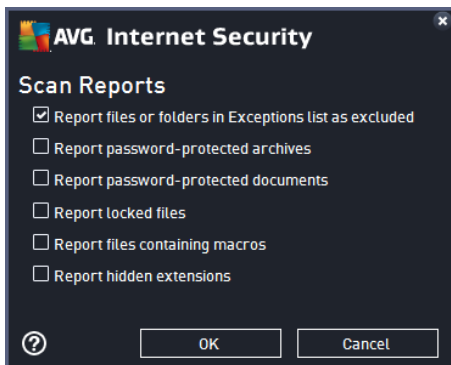 AVG Internet Security
Scan Reports
Report files or folders in Exceptions list as excluded
Report password-protected archives
Report password-protected documents
Report locked files
Report files containing macros
Report hidden extensions
? OK Cancel